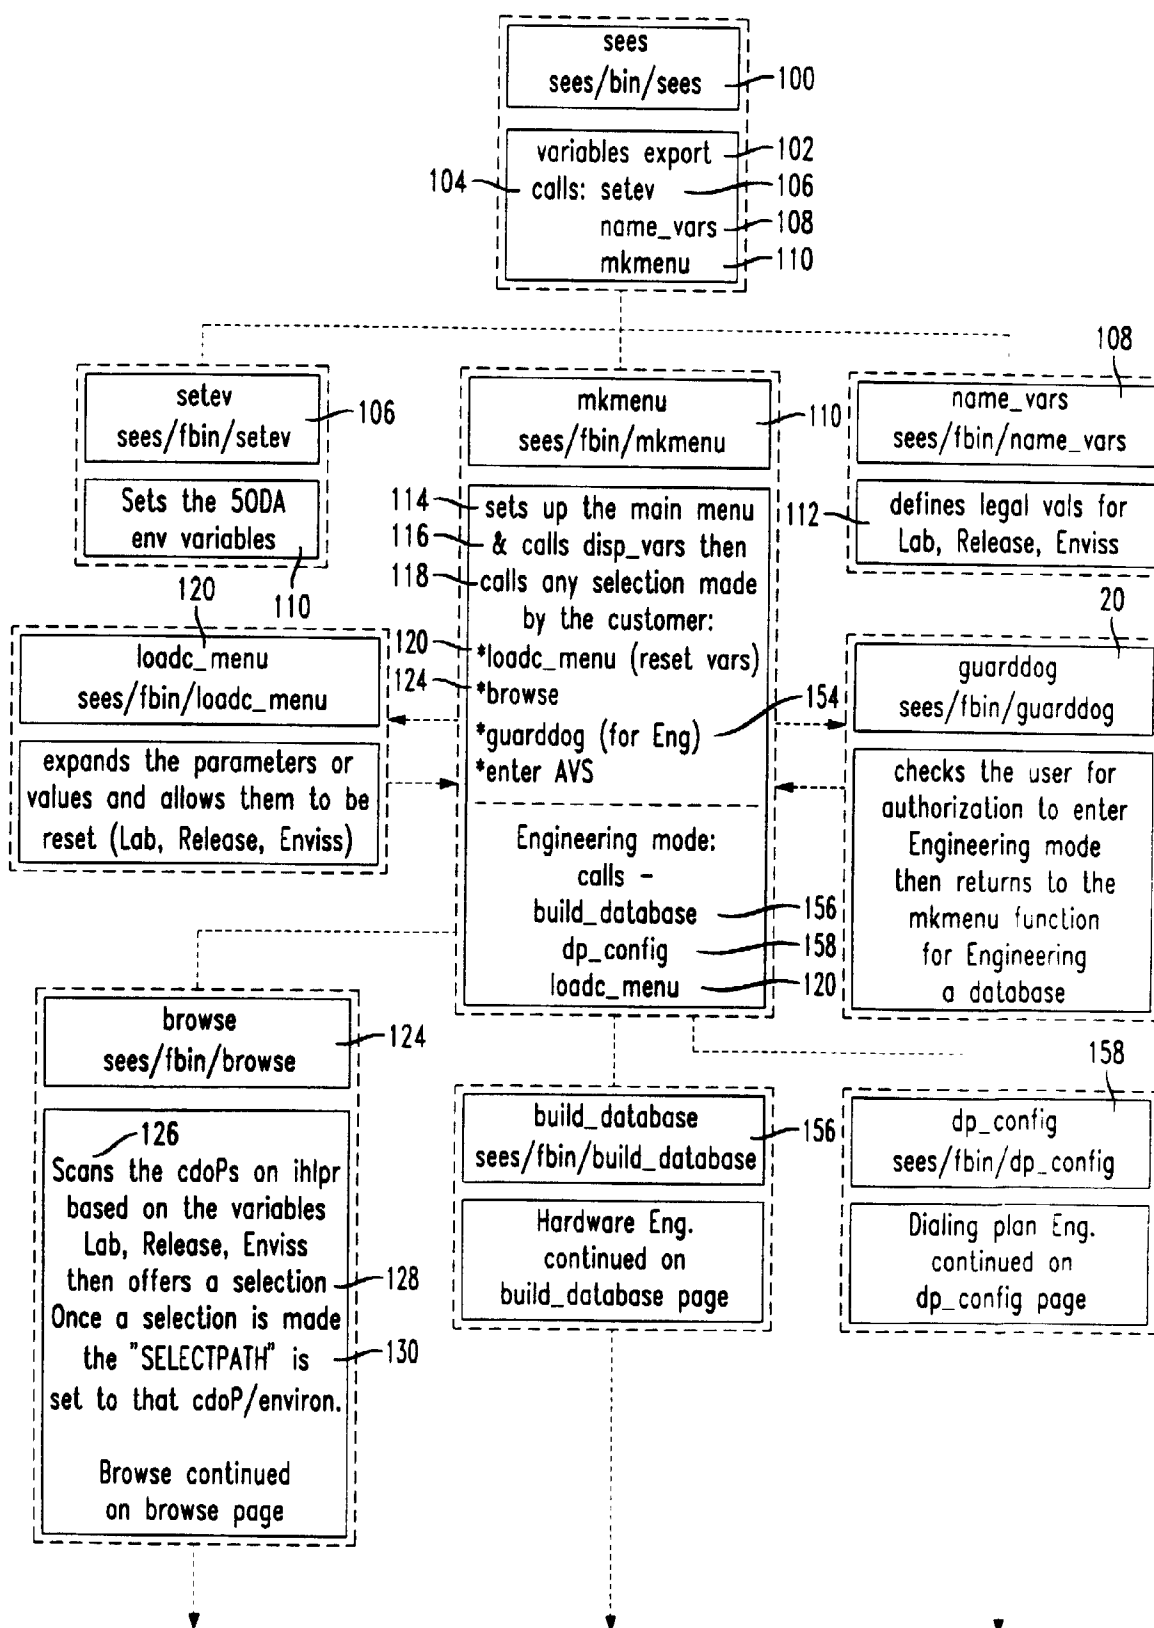 sees
sees/bin/sees
100
variables export
102
104
calls: setev
106
name_vars
108
mkmenu
110
setev
sees/fbin/setev
106
Sets the 5ODA
env variables
110
mkmenu
sees/fbin/mkmenu
110
108
name_vars
sees/fbin/name_vars
112
defines legal vals for
Lab, Release, Enviss
114
sets up the main menu
116
& calls disp_vars then
118
calls any selection made
by the customer:
120
*loadc_menu (reset vars)
124
*browse
154
*guarddog (for Eng)
*enter AVS
Engineering mode:
calls -
build_database
156
dp_config
158
loadc_menu
120
120
loadc_menu
sees/fbin/loadc_menu
expands the parameters or
values and allows them to be
reset (Lab, Release, Enviss)
20
guarddog
sees/fbin/guarddog
checks the user for
authorization to enter
Engineering mode
then returns to the
mkmenu function
for Engineering
a database
browse
sees/fbin/browse
124
126
Scans the cdoPs on ihlpr
based on the variables
Lab, Release, Enviss
then offers a selection
128
Once a selection is made
the "SELECTPATH" is
130
set to that cdoP/environ.
Browse continued
on browse page
build_database
sees/fbin/build_database
156
Hardware Eng.
continued on
build_database page
158
dp_config
sees/fbin/dp_config
Dialing plan Eng.
continued on
dp_config page